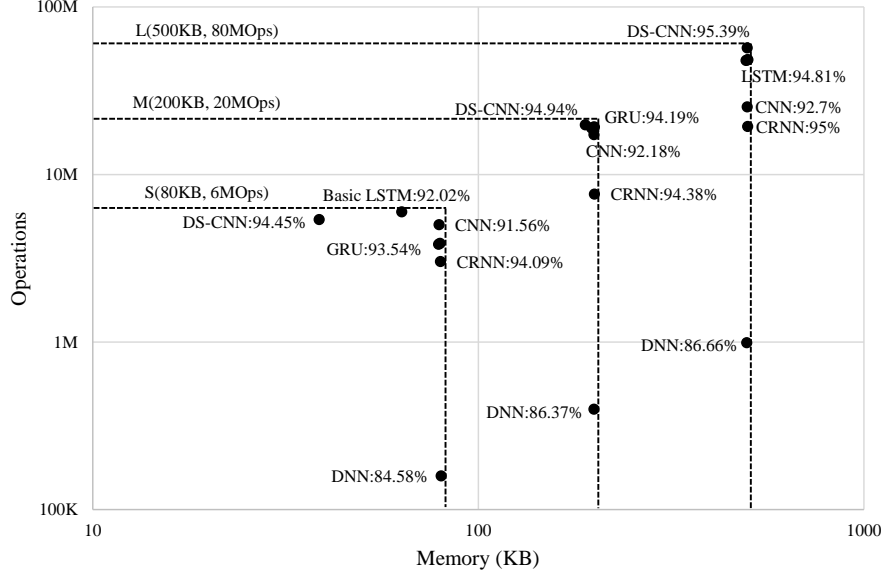 100M
L(500KB, 80MOps)
DS-CNN:95.39%
LSTM:94.81%
M(200KB, 20MOps)
DS-CNN:94.94%
GRU:94.19%
CNN:92.7%
CRNN:95%
CNN:92.18%
10M
S(80KB, 6MOps)
Basic LSTM:92.02%
CRNN:94.38%
DS-CNN:94.45%
CNN:91.56%
GRU:93.54%
CRNN:94.09%
Operations
1M
DNN:86.66%
DNN:86.37%
DNN:84.58%
100K
10
100
1000
Memory (KB)